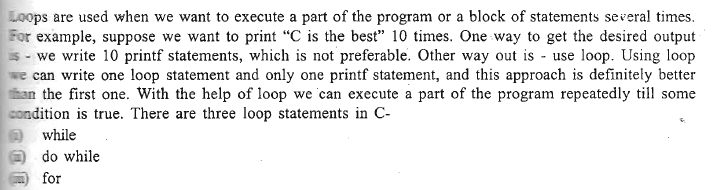 Loops are used when we want to execute a part of the program or a block of statements several times.
For example, suppose we want to print “C is the best” 10 times. One way to get the desired output
is - we write 10 printf statements, which is not preferable. Other way out is - use loop. Using loop
we can write one loop statement and only one printf statement, and this approach is definitely better
than the first one. With the help of loop we can execute a part of the program repeatedly till some
condition is true. There are three loop statements in C-
(i) while
(ii) do while
(iii) for